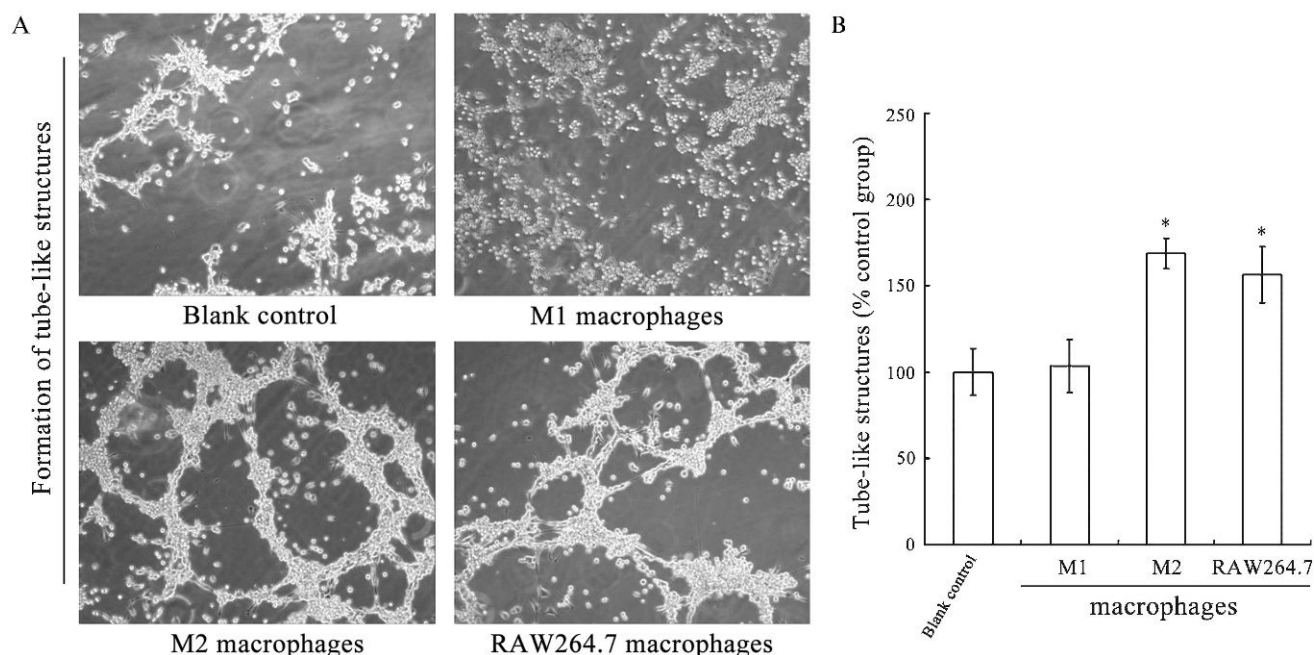 A
Formation of tube-like structures
Blank control
M1 macrophages
M2 macrophages
RAW264.7 macrophages
B
Tube-like structures (% control group)
250
200
150
100
50
0
*
*
Blank control
M1
M2
RAW264.7
macrophages